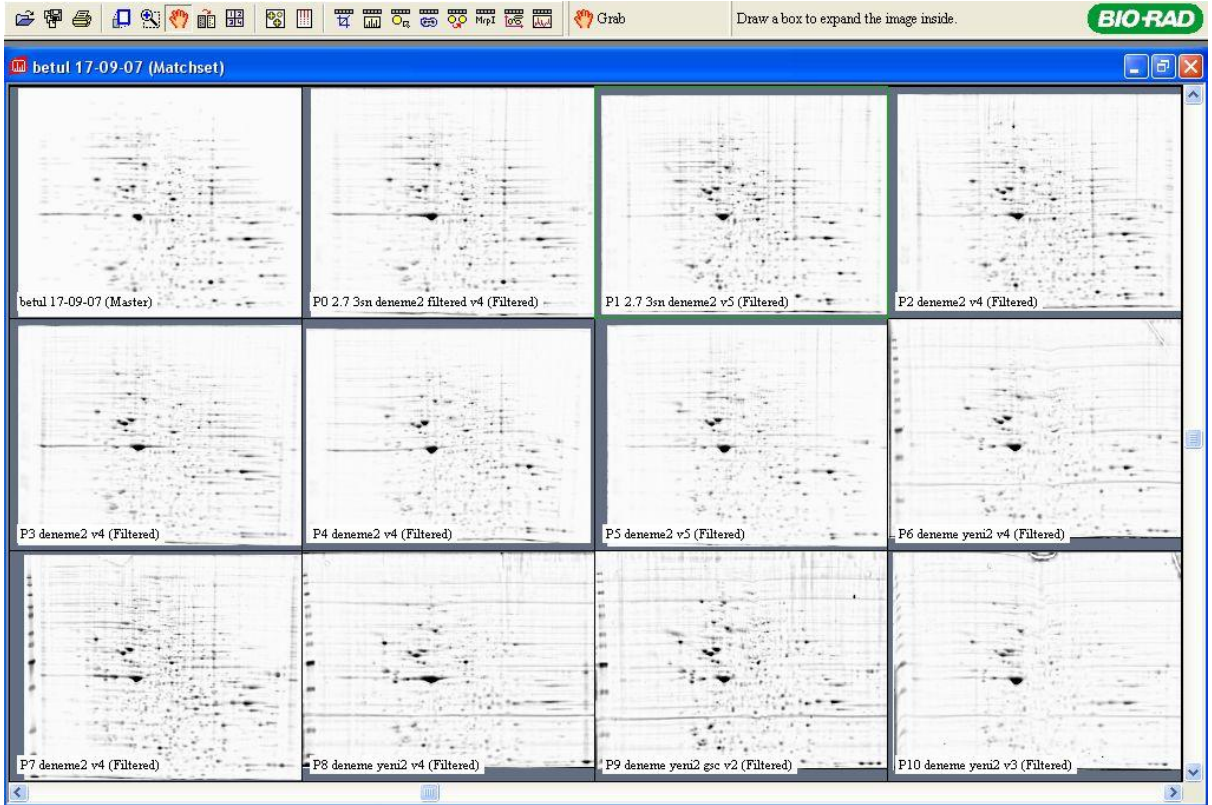 Grab
Draw a box to expand the image inside.
BIO-RAD
MrpI
betul 17-09-07 (Matchset)
betul 17-09-07 (Master)
P0 2.7 3sn deneme2 filtered v4 (Filtered)
P1 2.7 3sn deneme2 v5 (Filtered)
P2 deneme2 v4 (Filtered)
P3 deneme2 v4 (Filtered)
P4 deneme2 v4 (Filtered)
P5 deneme2 v5 (Filtered)
P6 deneme yeni2 v4 (Filtered)
P7 deneme2 v4 (Filtered)
P8 deneme yeni2 v4 (Filtered)
P9 deneme yeni2 gsc v2 (Filtered)
P10 deneme yeni2 v3 (Filtered)